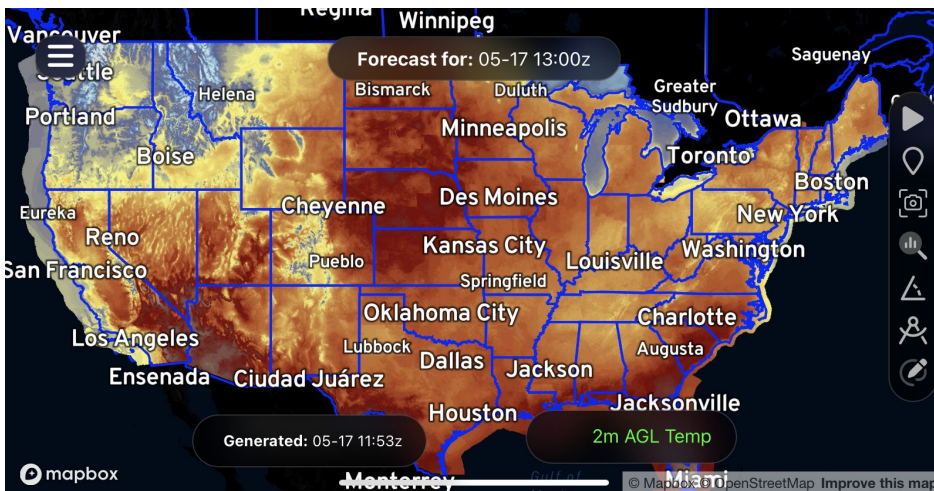 Regina
Winnipeg
Vancouver
Forecast for: 05-17 13:00z
Saguenay
Seattle
Helena
Bismarck
Duluth
Greater
Sudbury
Portland
Minneapolis
Ottawa
Boise
Toronto
Boston
Cheyenne
Des Moines
Eureka
New York
Reno
Kansas City
Louisville
Washington
San Francisco
Pueblo
Springfield
Oklahoma City
Charlotte
Los Angeles
Lubbock
Dallas
Jackson
Augusta
Ensenada
Ciudad Juárez
Houston
Jacksonville
Generated: 05-17 11:53z
2m AGL Temp
mapbox
Monterrey
Gulf of
Miami
© Mapbox © OpenStreetMap Improve this map